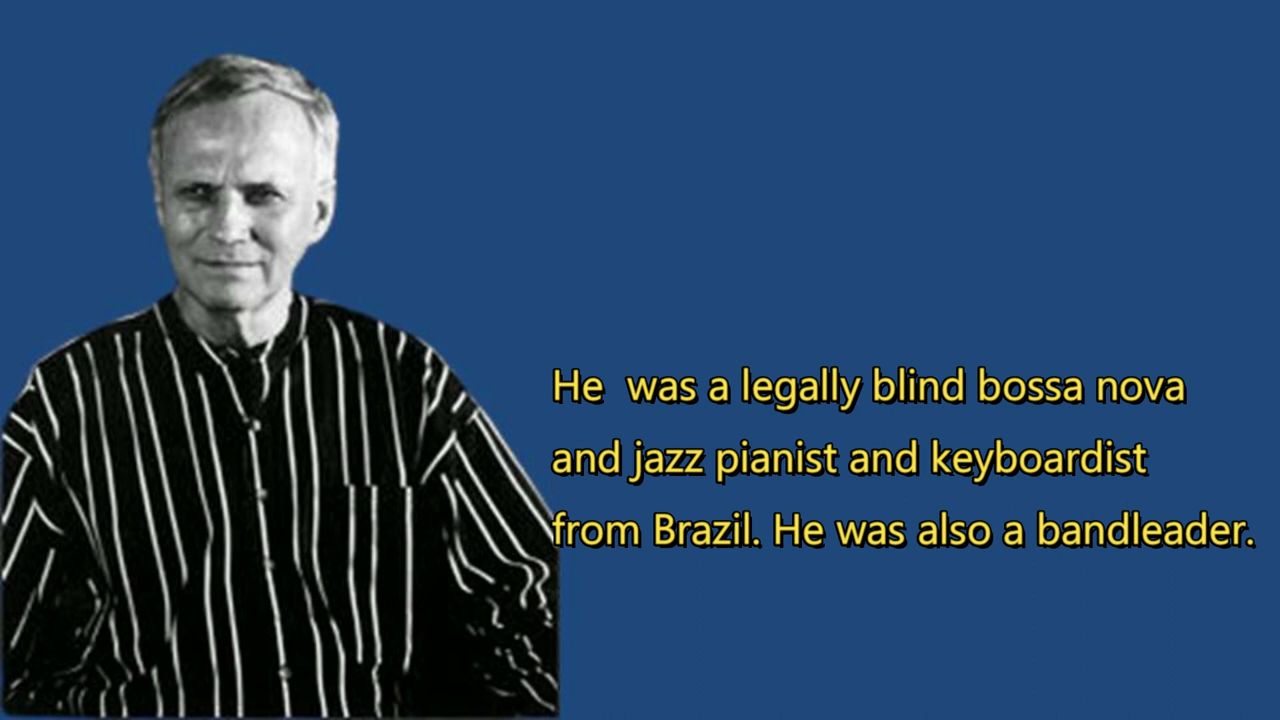 He  was a legally blind bossa nova
and jazz pianist and keyboardist
from Brazil. He was also a bandleader.